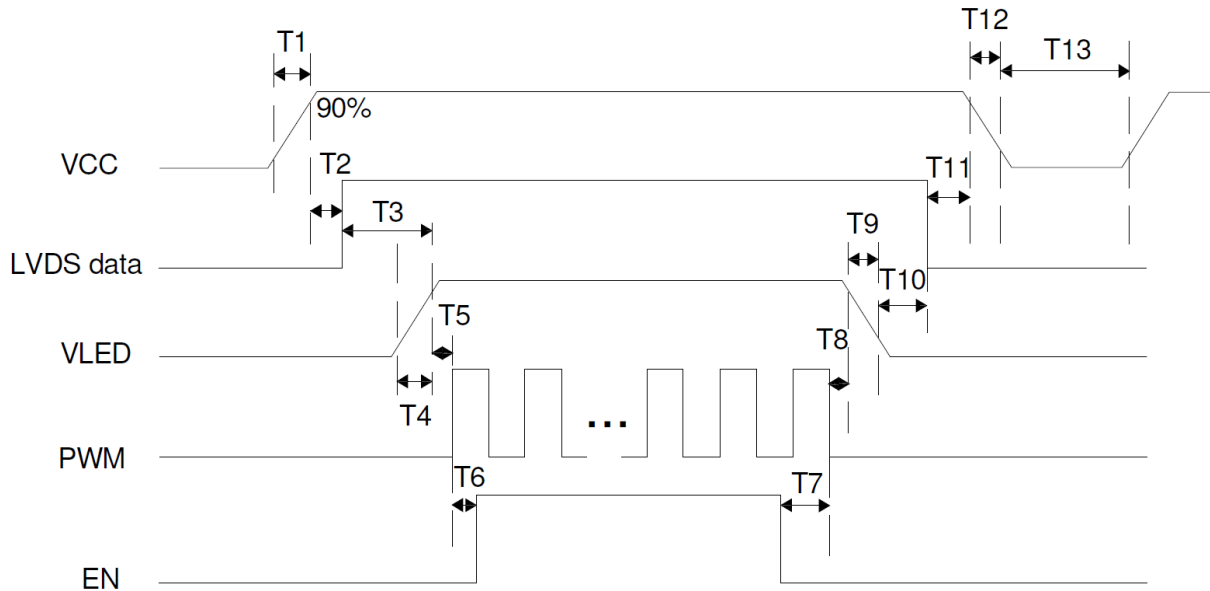 T1
T12
T13
90%
VCC
T2
T11
T3
T9
LVDS data
T10
T5
VLED
T8
T4
...
PWM
T6
T7
EN